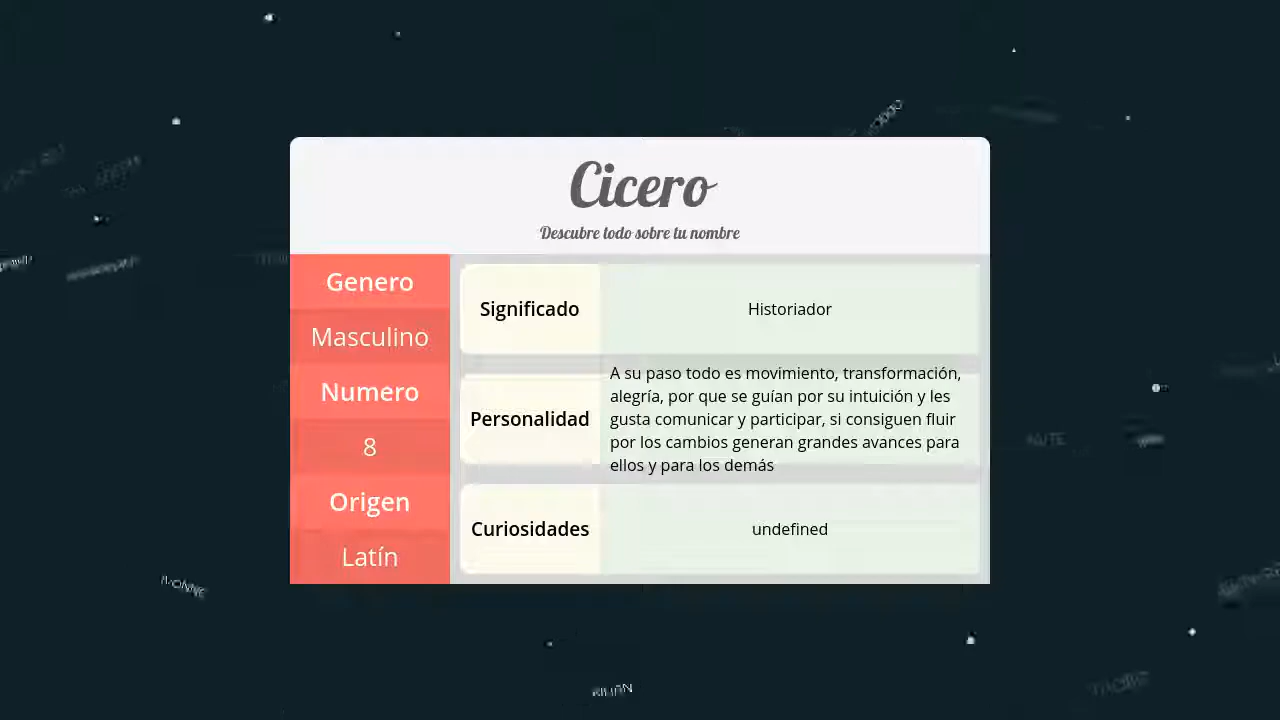 Cicero
Descubre todo sobre tu nombre
Genero
Masculino
Numero
8
Origen
Latín
Significado
Historiador
Personalidad
A su paso todo es movimiento, transformación,
alegría, por que se guían por su intuición y les
gusta comunicar y participar, si consiguen fluir
por los cambios generan grandes avances para
ellos y para los demás
Curiosidades
undefined